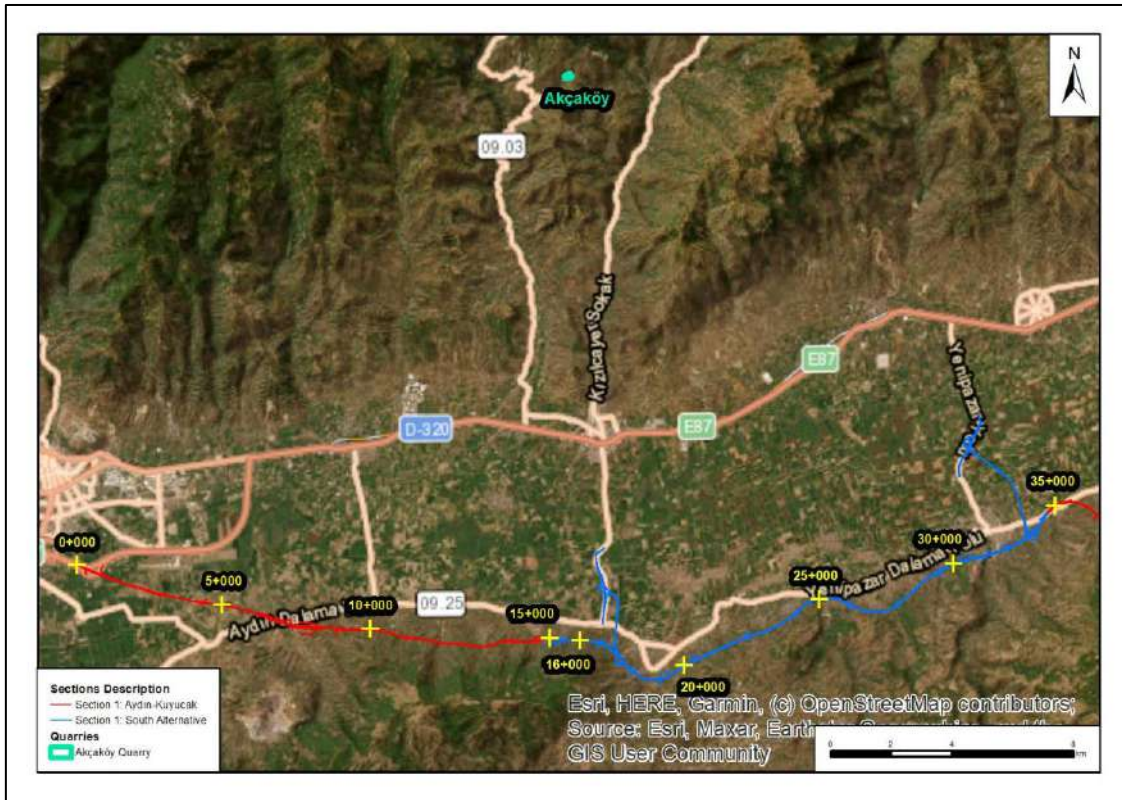 N
Akçaköy
09.03
Kızılcayer Sokak
E87
D-320
E87
Yenipazar
35+000
0+000
30+000
5+000
25+000
Yenipazar Dalama Yolu
10+000
09.25
Aydın Dalama
15+000
16+000
20+000
Sections Description
Section 1: Aydın-Kuyucak
Section 1: South Alternative
Quarries
Akçaköy Quarry
Esri, HERE, Garmin, (c) OpenStreetMap contributors;
Source: Esri, Maxar,
GIS User Community
0 2 4 8
km